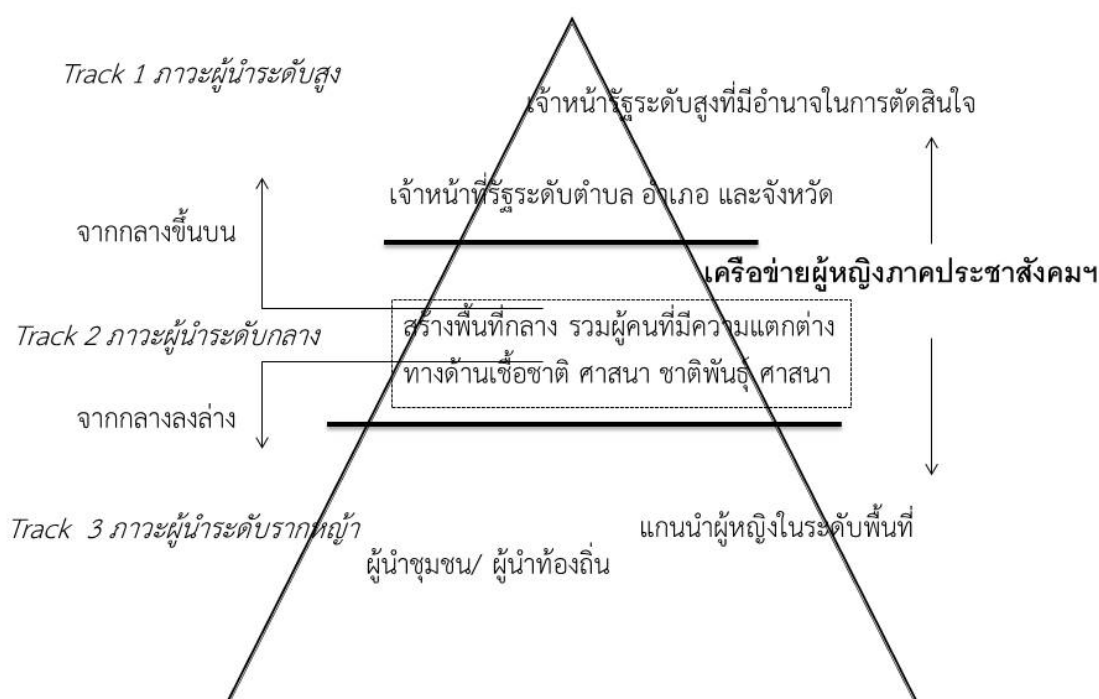 Track 1 ภาวะผู้นำระดับสูง
เจ้าหน้ารัฐระดับสูงที่มีอำนาจในการตัดสินใจ
เจ้าหน้าที่รัฐระดับตำบล อำเภอ และจังหวัด
จากกลางขึ้นบน
เครือข่ายผู้หญิงภาคประชาสังคมฯ
Track 2 ภาวะผู้นำระดับกลาง
สร้างพื้นที่กลาง รวมผู้คนที่มีความแตกต่าง
ทางด้านเชื้อชาติ ศาสนา ชาติพันธุ์ ศาสนา
จากกลางลงล่าง
Track 3 ภาวะผู้นำระดับรากหญ้า
แกนนำผู้หญิงในระดับพื้นที่
ผู้นำชุมชน/ ผู้นำท้องถิ่น